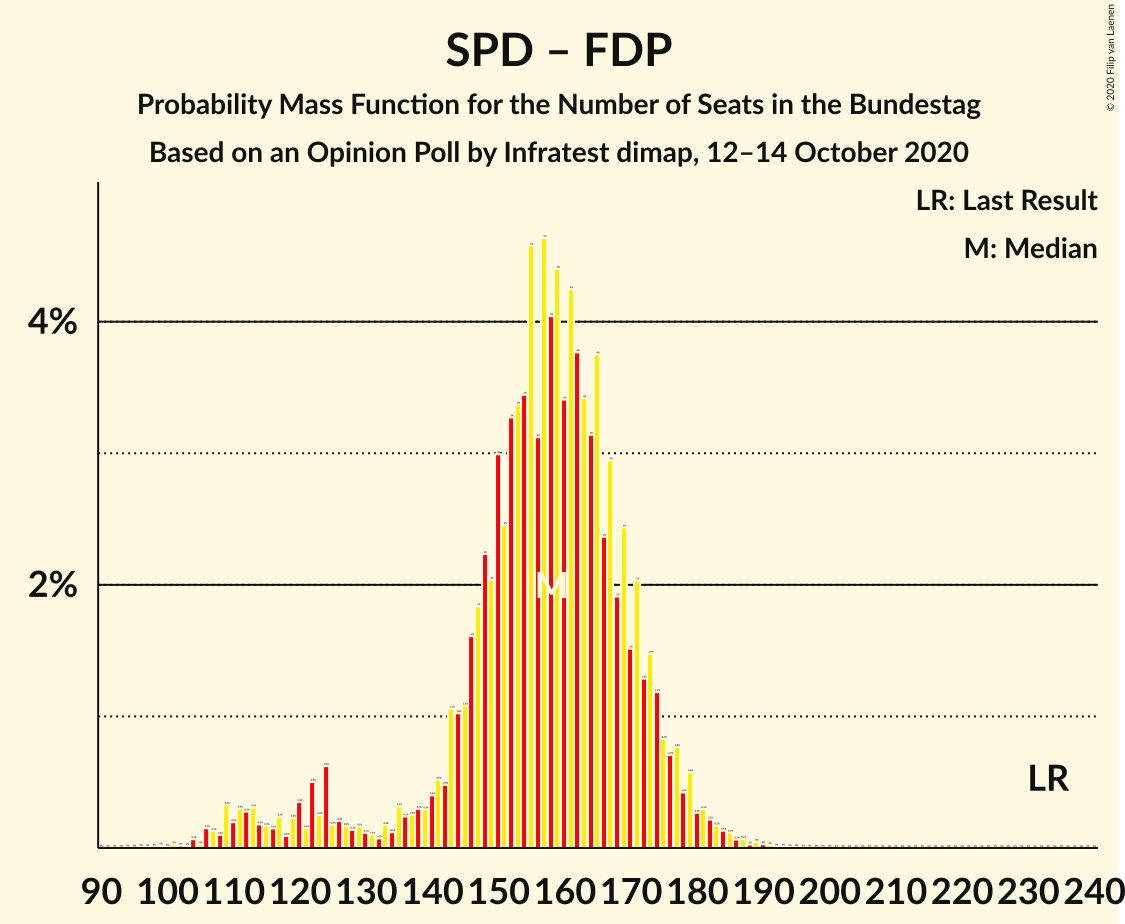 SPD – FDP
Probability Mass Function for the Number of Seats in the Bundestag
Based on an Opinion Poll by Infratest dimap, 12–14 October 2020
© 2020 Filip van Laenen
LR: Last Result
M: Median
4%
2%
M
LR
90 100 110 120 130 140 150 160 170 180 190 200 210 220 230 240